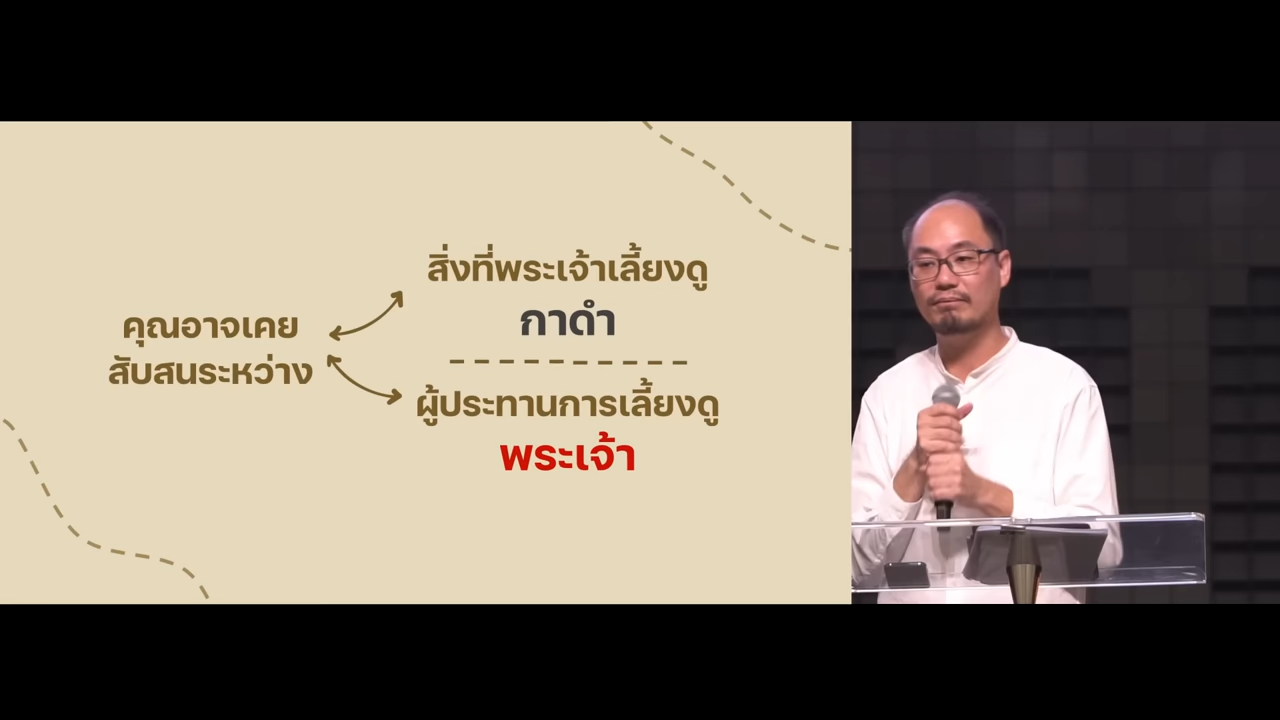 คุณอาจเคย
สับสนระหว่าง
สิ่งที่พระเจ้าเลี้ยงดู
กาดำ
ผู้ประทานการเลี้ยงดู
พระเจ้า